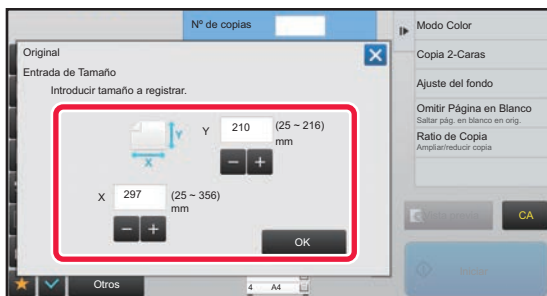 Nº de copias
Original
Entrada de Tamaño
Introducir tamaño a registrar.
Y
X
Y 210 (25 ~ 216)
mm
X 297 (25 ~ 356)
mm
OK
Otros
4 A4
Modo Color
Copia 2-Caras
Ajuste del fondo
Omitir Página en Blanco
Saltar pág. en blanco en orig.
Ratio de Copia
Ampliar/reducir copia
CA